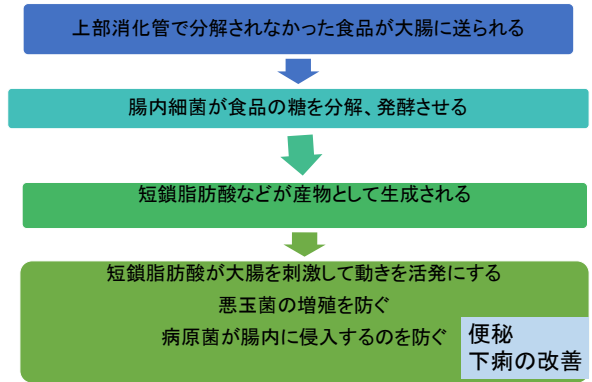 上部消化管で分解されなかった食品が大腸に送られる
腸内細菌が食品の糖を分解、発酵させる
短鎖脂肪酸などが産物として生成される
短鎖脂肪酸が大腸を刺激して動きを活発にする
悪玉菌の増殖を防ぐ
病原菌が腸内に侵入するのを防ぐ
便秘
下痢の改善